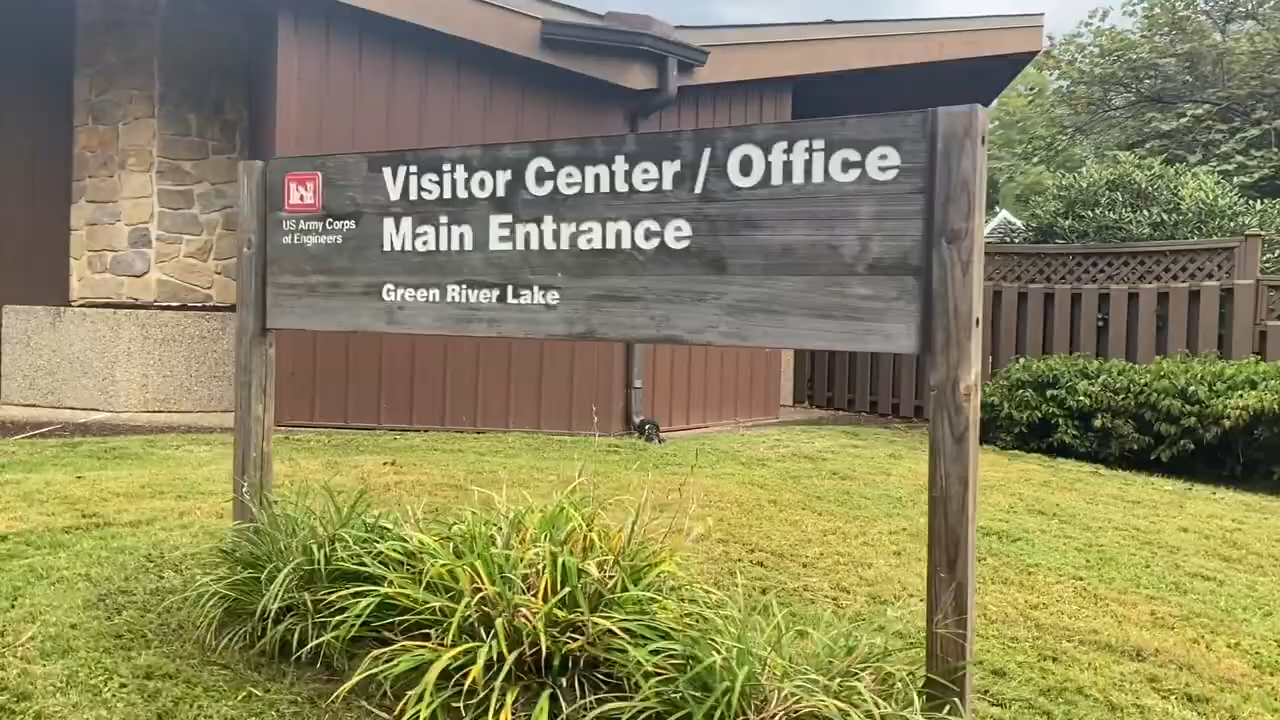 Visitor Center / Office
Main Entrance
Green River Lake
US Army Corps
of Engineers